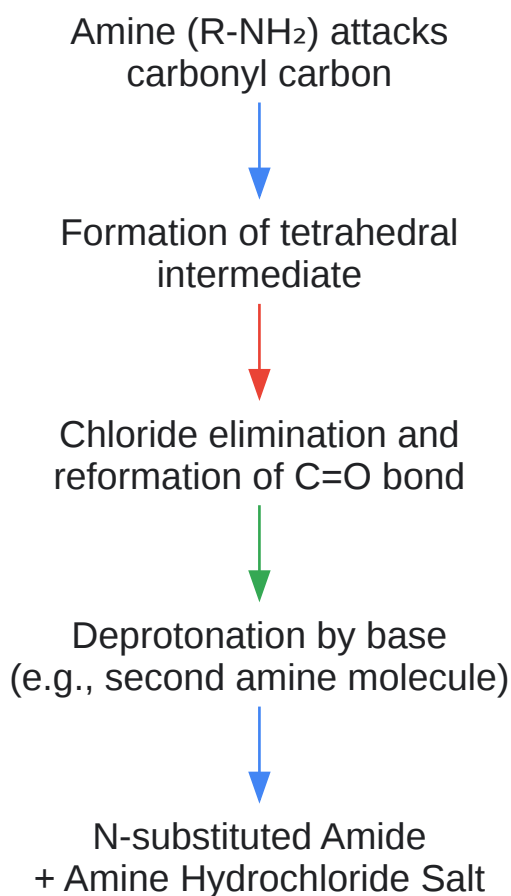 Amine (R-NH₂) attacks
carbonyl carbon
Formation of tetrahedral
intermediate
Chloride elimination and
reformation of C=O bond
Deprotonation by base
(e.g., second amine molecule)
N-substituted Amide
+ Amine Hydrochloride Salt